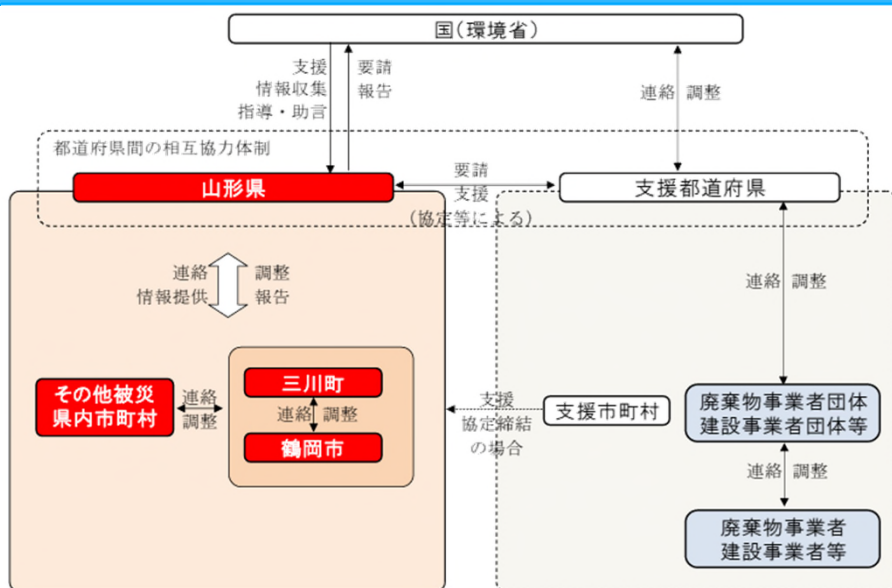 国（環境省）
支援
情報収集
指導・助言
要請
報告
連絡
調整
都道府県間の相互協力体制
山形県
要請
支援
（協定等による）
支援都道府県
連絡
情報提供
調整
報告
連絡
調整
その他被災
県内市町村
連絡
調整
三川町
連絡
調整
鶴岡市
支援
協定締結
の場合
支援市町村
廃棄物事業者団体
建設事業者団体等
連絡
調整
廃棄物事業者
建設事業者等